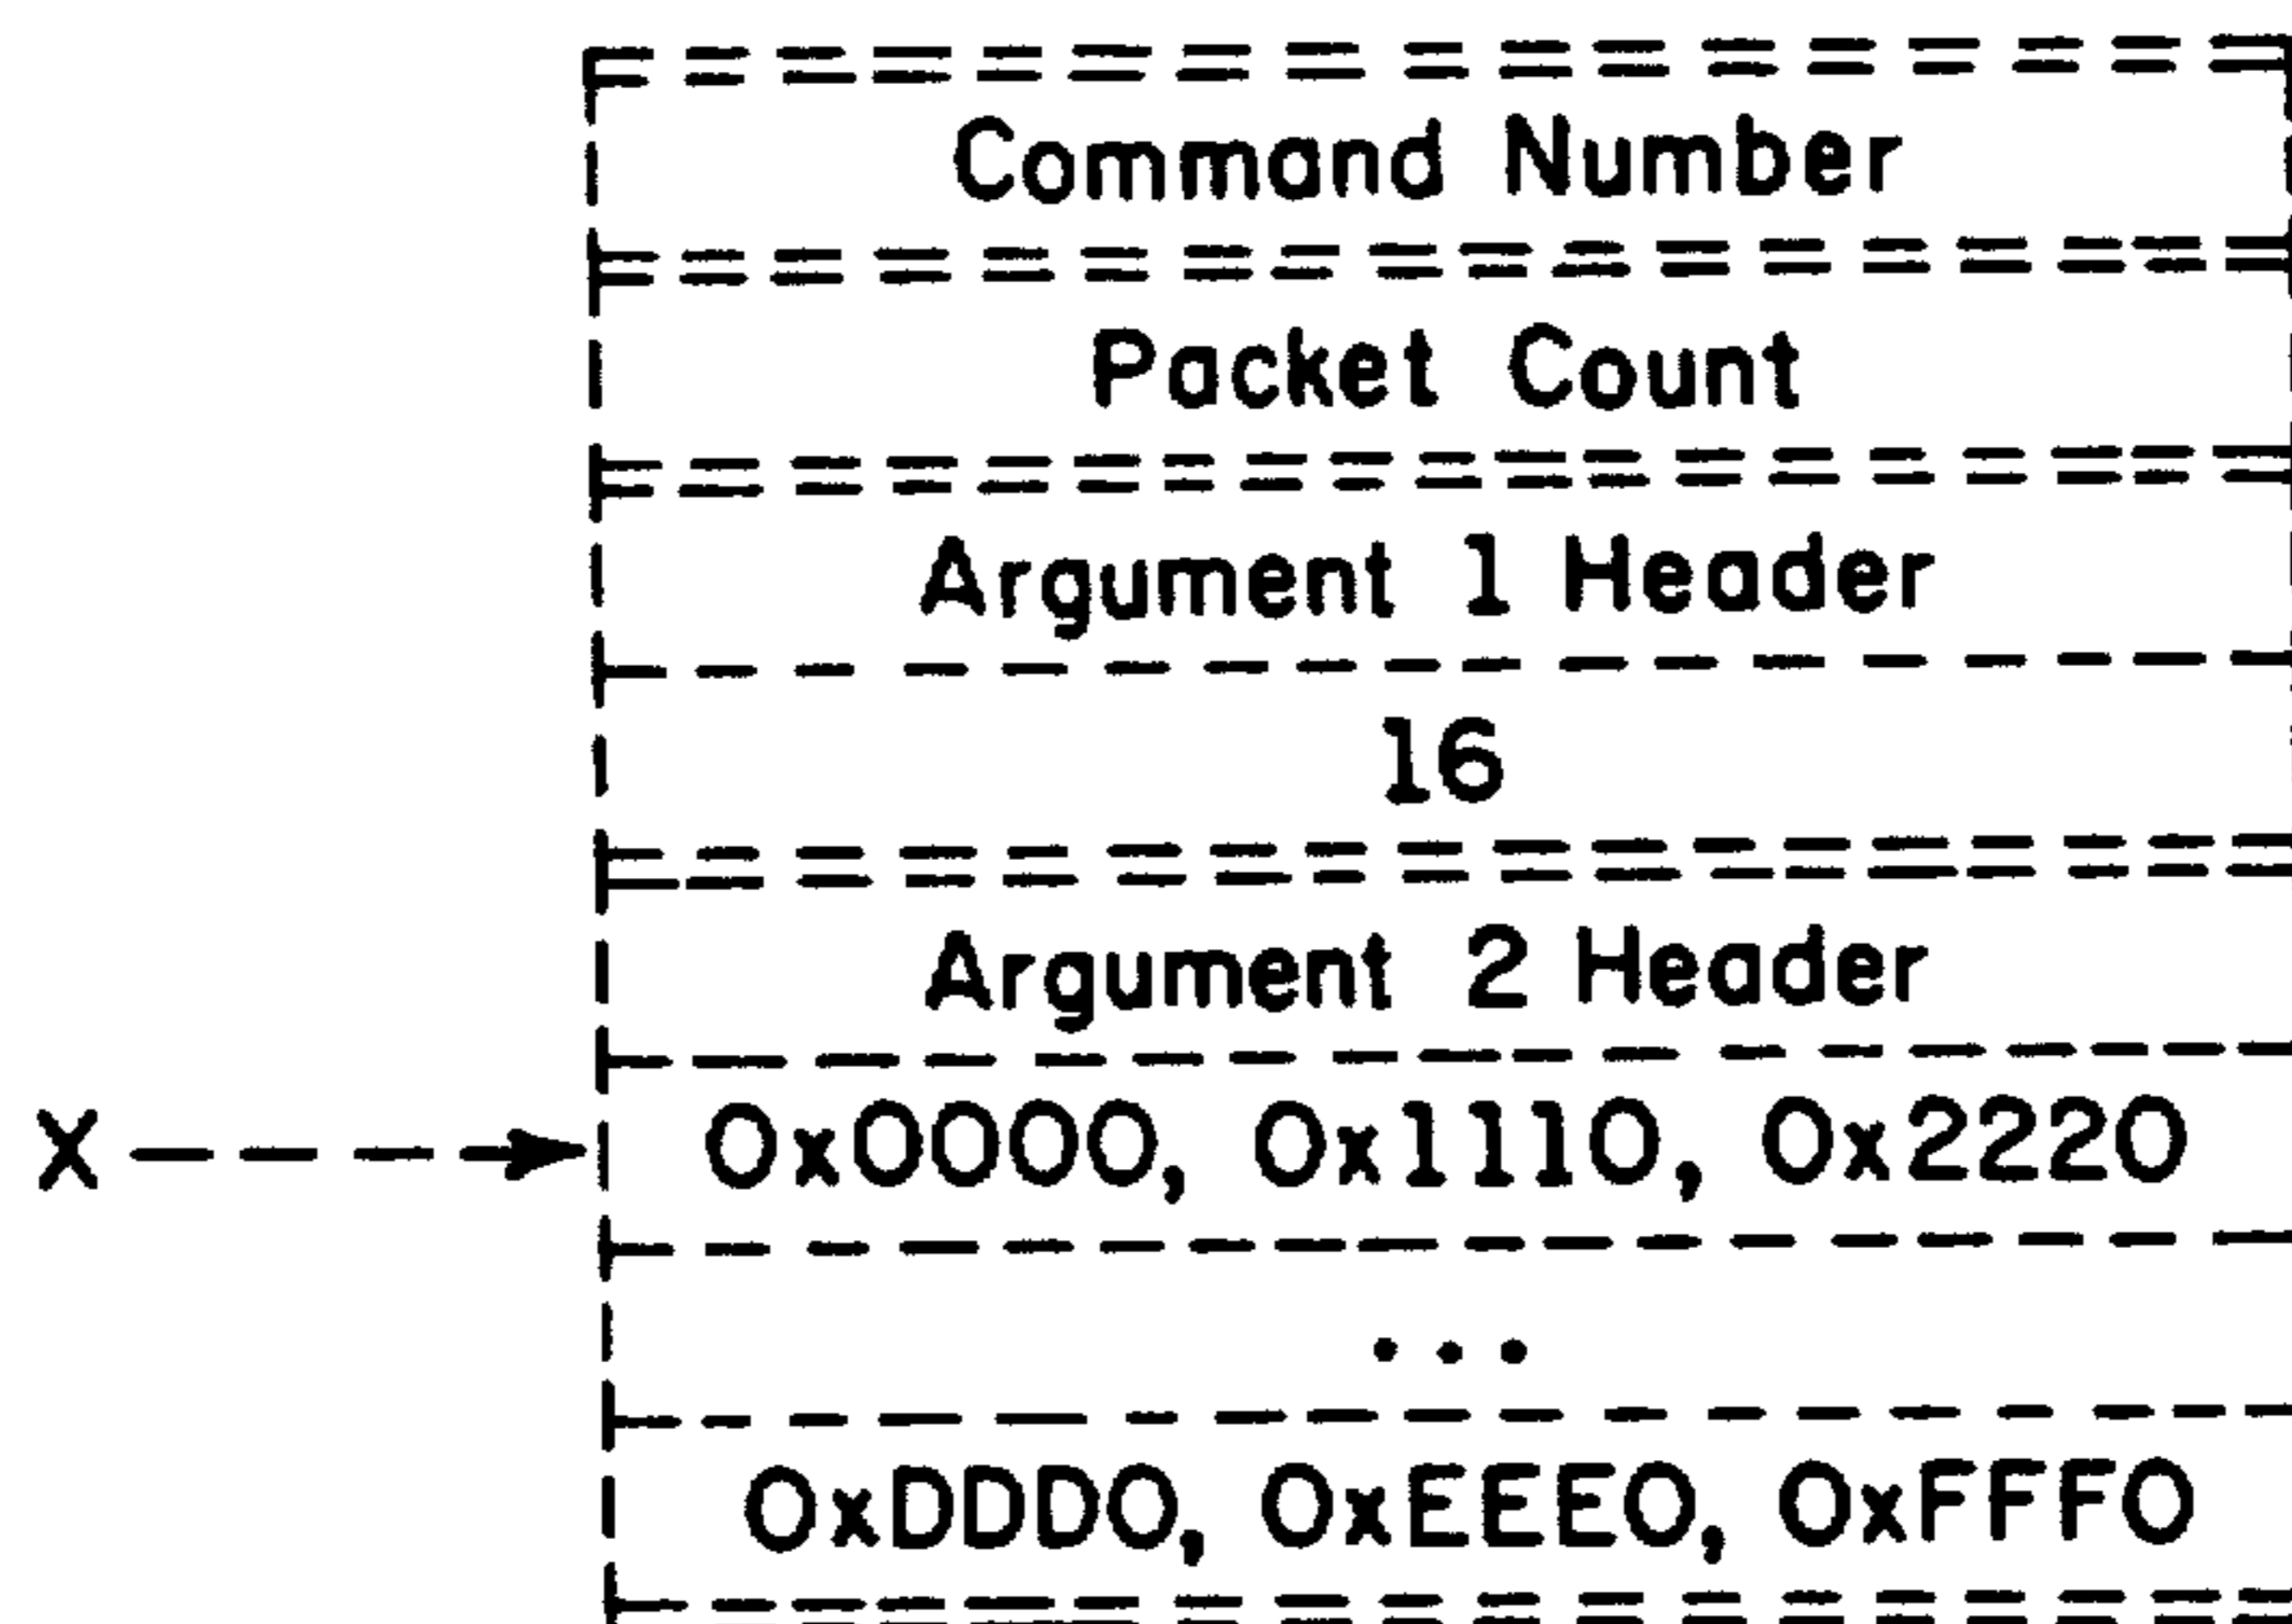 Command Number
Packet Count
Argument 1 Header
16
Argument 2 Header
X 0x0000, 0x1110, 0x2220
...
0xDDD0, 0xEEE0, 0xFFF0